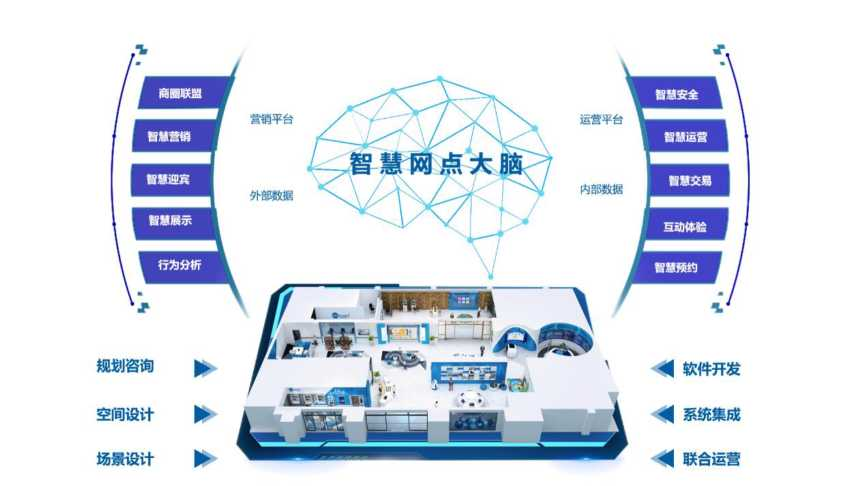 商圈联盟
智慧营销
智慧迎宾
智慧展示
行为分析
营销平台
外部数据
智慧网点大脑
运营平台
内部数据
智慧安全
智慧运营
智慧交易
互动体验
智慧预约
规划咨询
空间设计
场景设计
软件开发
系统集成
联合运营